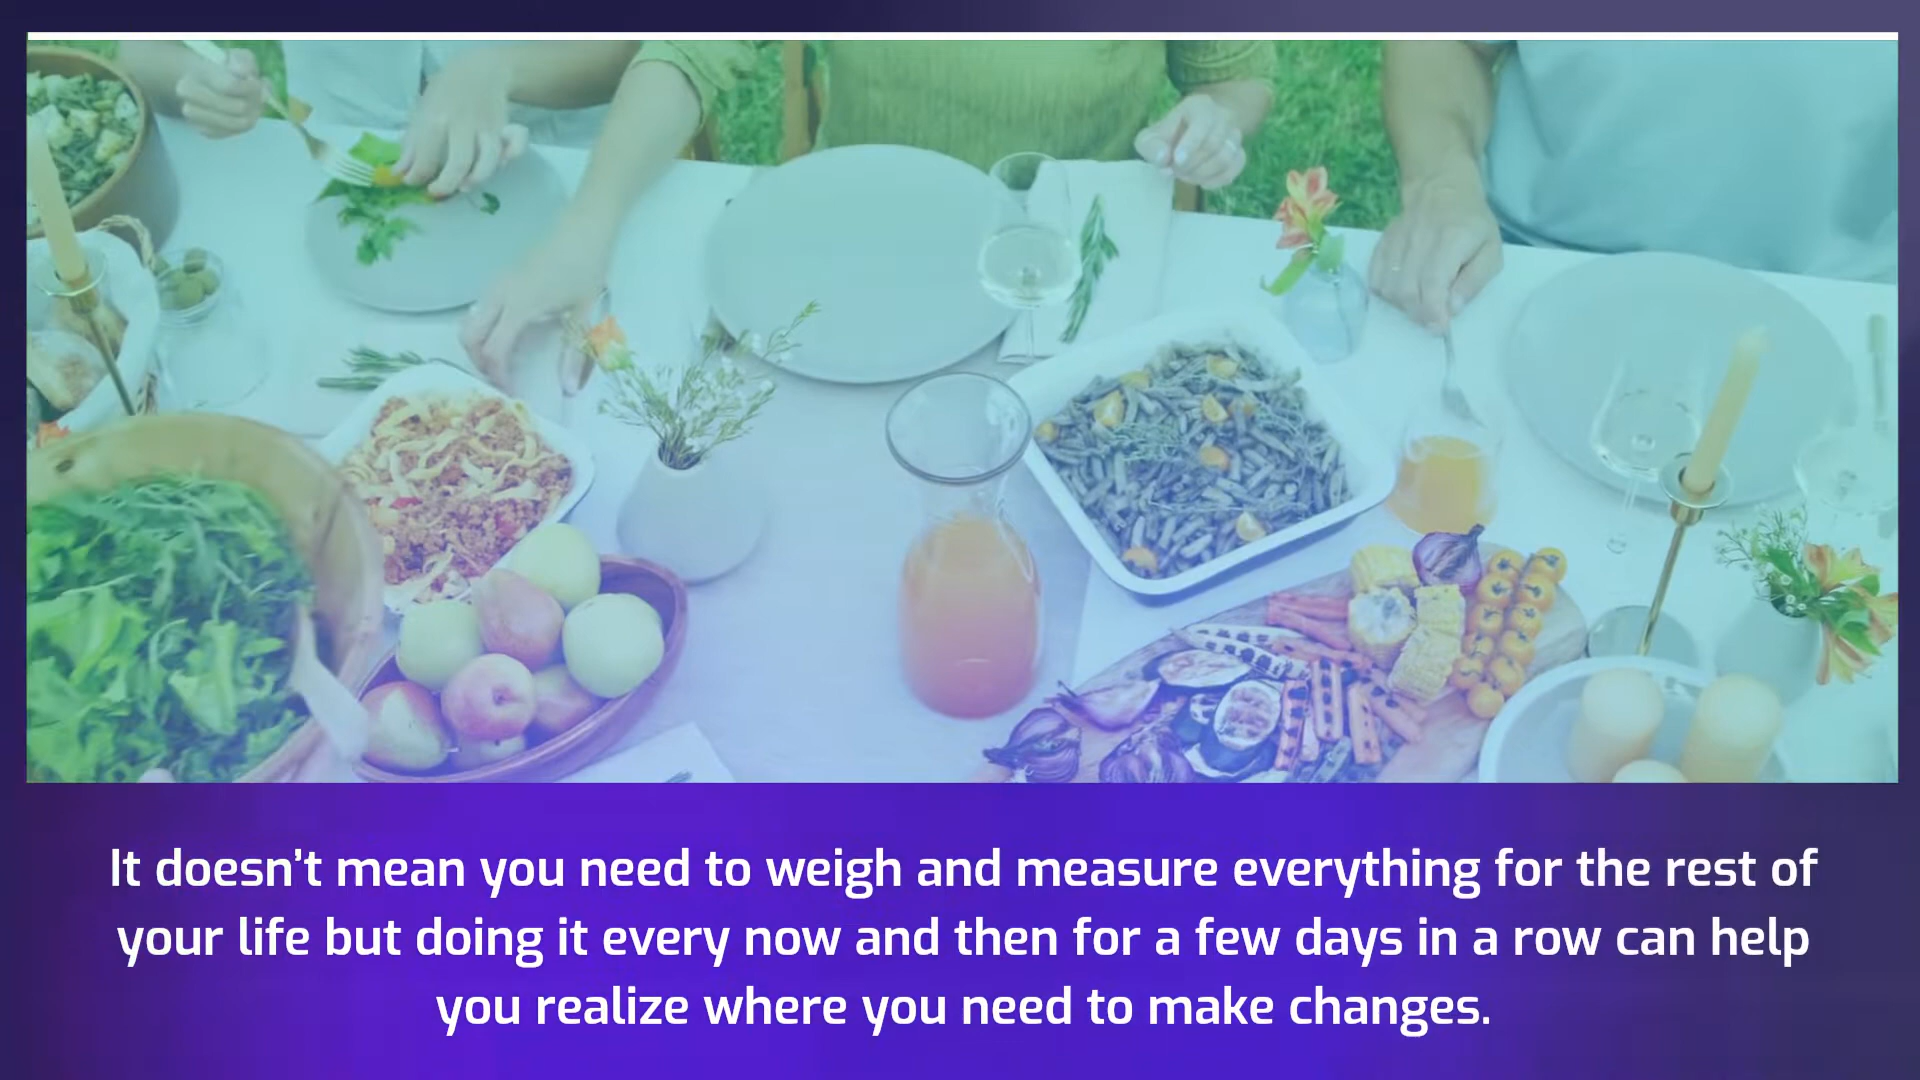 It doesn’t mean you need to weigh and measure everything for the rest of
your life but doing it every now and then for a few days in a row can help
you realize where you need to make changes.